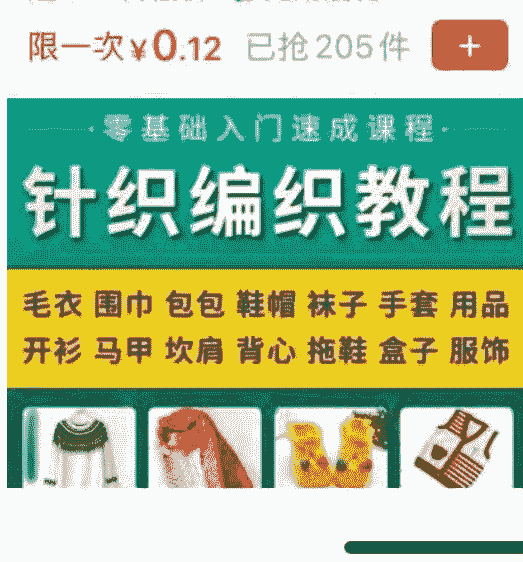 限一次¥0.12 已抢205件 +
零基础入门速成课程
针织编织教程
毛衣 围巾 包包 鞋帽 袜子 手套 用品
开衫 马甲 坎肩 背心 拖鞋 盒子 服饰